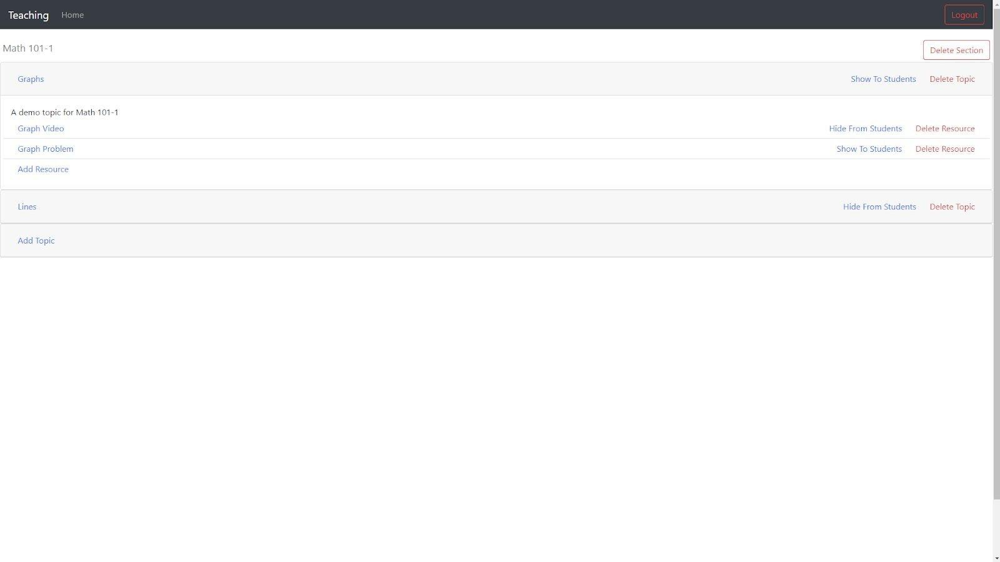 Teaching Home Logout
Math 101-1 Delete Section
Graphs Show To Students Delete Topic
A demo topic for Math 101-1
Graph Video Hide From Students Delete Resource
Graph Problem Show To Students Delete Resource
Add Resource
Lines Hide From Students Delete Topic
Add Topic